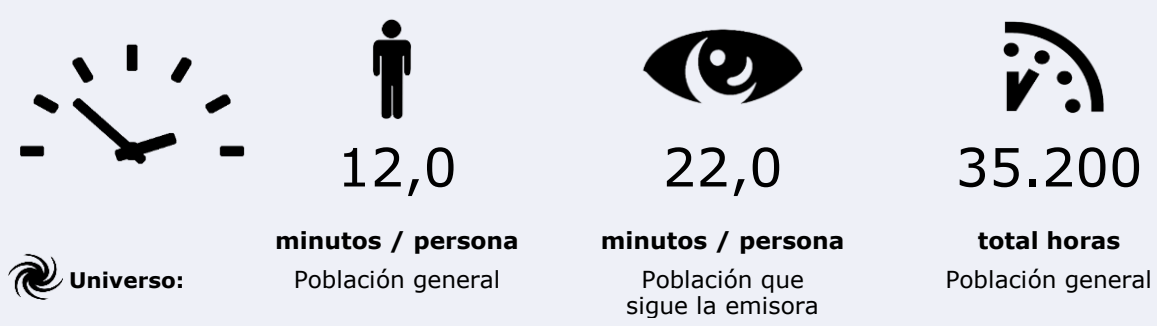 12,0
22,0
35.200
minutos / persona
minutos / persona
total horas
Universo:
Población general
Población que
sigue la emisora
Población general